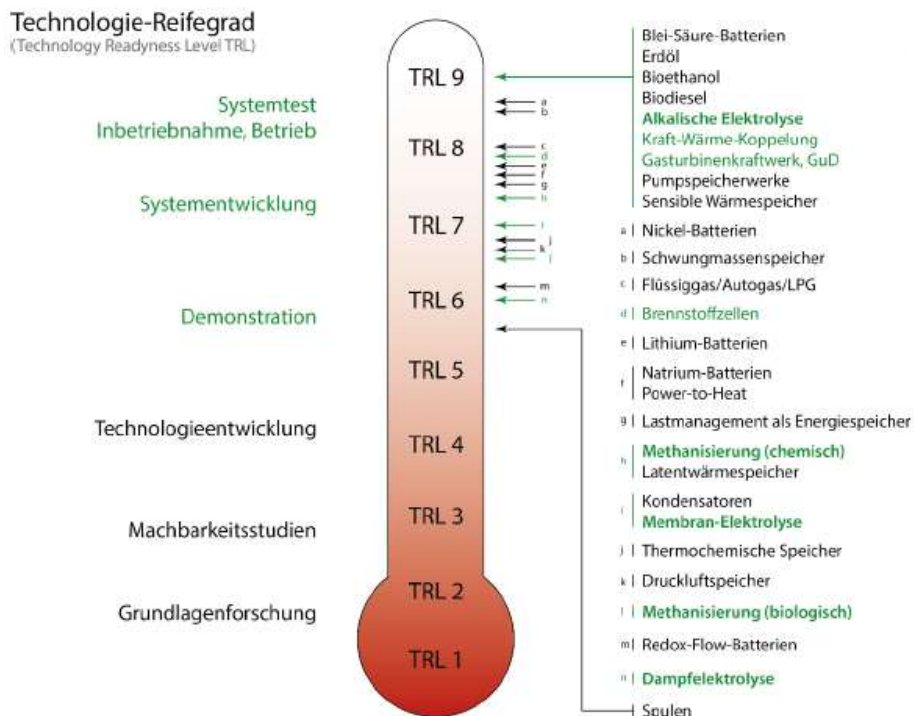 Technologie-Reifegrad
(Technology Readyness Level TRL)
Systemtest
Inbetriebnahme, Betrieb
Systementwicklung
Demonstration
Technologieentwicklung
Machbarkeitsstudien
Grundlagenforschung
TRL 9
TRL 8
TRL 7
TRL 6
TRL 5
TRL 4
TRL 3
TRL 2
TRL 1
a
b
c
d
e
f
g
h
i
j
k
l
m
n
Blei-Säure-Batterien
Erdöl
Bioethanol
Biodiesel
Alkalische Elektrolyse
Kraft-Wärme-Koppelung
Gasturbinenkraftwerk, GuD
Pumpspeicherwerke
Sensible Wärmespeicher
a | Nickel-Batterien
b | Schwungmassenspeicher
c | Flüssiggas/Autogas/LPG
d | Brennstoffzellen
e | Lithium-Batterien
f | Natrium-Batterien
Power-to-Heat
g | Lastmanagement als Energiespeicher
h | Methanisierung (chemisch)
Latentwärmespeicher
i | Kondensatoren
Membran-Elektrolyse
j | Thermochemische Speicher
k | Druckluftspeicher
l | Methanisierung (biologisch)
m | Redox-Flow-Batterien
n | Dampfelektrolyse
Spulen